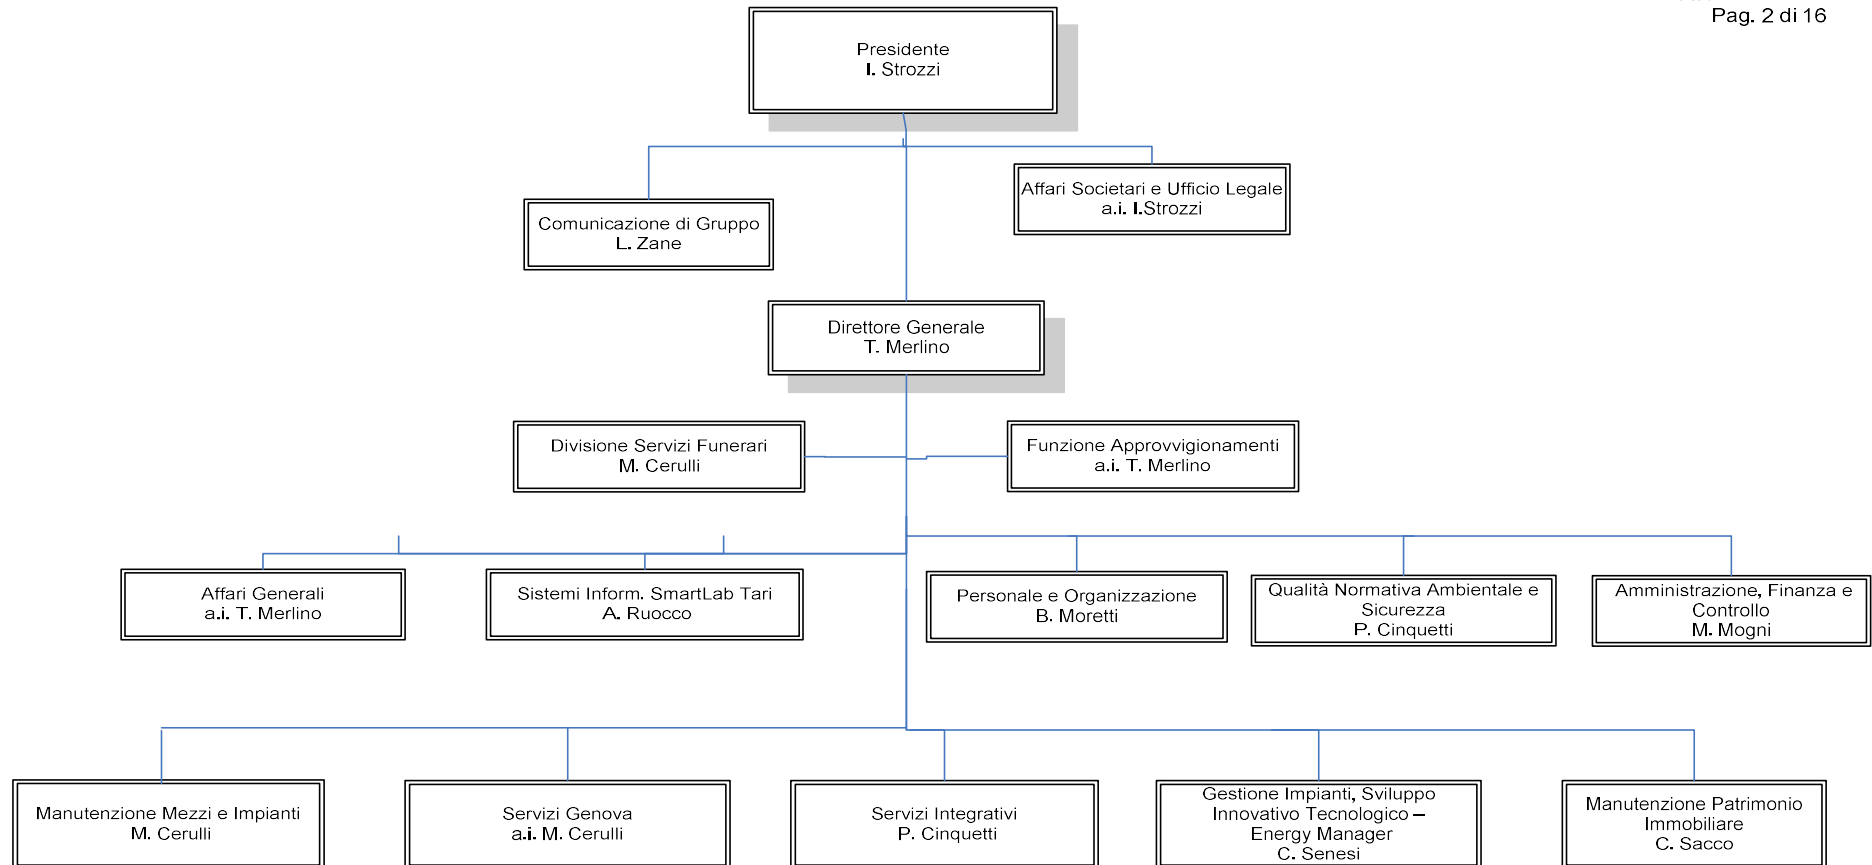 Pag. 2 di 16
Presidente
I. Strozzi
Affari Societari e Ufficio Legale
a.i. I.Strozzi
Comunicazione di Gruppo
L. Zane
Direttore Generale
T. Merlino
Divisione Servizi Funerari
M. Cerulli
Funzione Approvvigionamenti
a.i. T. Merlino
Affari Generali
a.i. T. Merlino
Sistemi Inform. SmartLab Tari
A. Ruocco
Personale e Organizzazione
B. Moretti
Qualità Normativa Ambientale e
Sicurezza
P. Cinquetti
Amministrazione, Finanza e
Controllo
M. Mogni
Manutenzione Mezzi e Impianti
M. Cerulli
Servizi Genova
a.i. M. Cerulli
Servizi Integrativi
P. Cinquetti
Gestione Impianti, Sviluppo
Innovativo Tecnologico –
Energy Manager
C. Senesi
Manutenzione Patrimonio
Immobiliare
C. Sacco